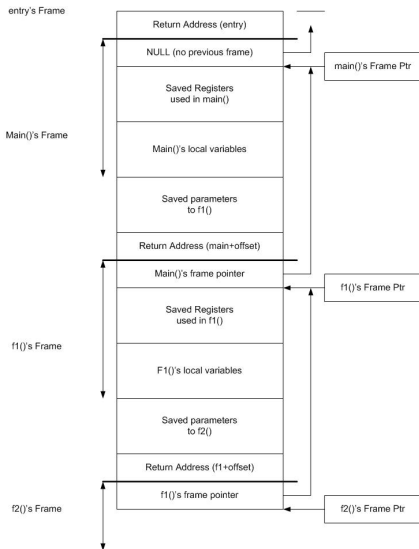 entry's Frame
Return Address (entry)
NULL (no previous frame)
main()'s Frame Ptr
Saved Registers
used in main()
Main()'s Frame
Main()'s local variables
Saved parameters
to f1()
Return Address (main+offset)
Main()'s frame pointer
f1()'s Frame Ptr
Saved Registers
used in f1()
f1()'s Frame
F1()'s local variables
Saved parameters
to f2()
Return Address (f1+offset)
f1()'s frame pointer
f2()'s Frame
f2()'s Frame Ptr